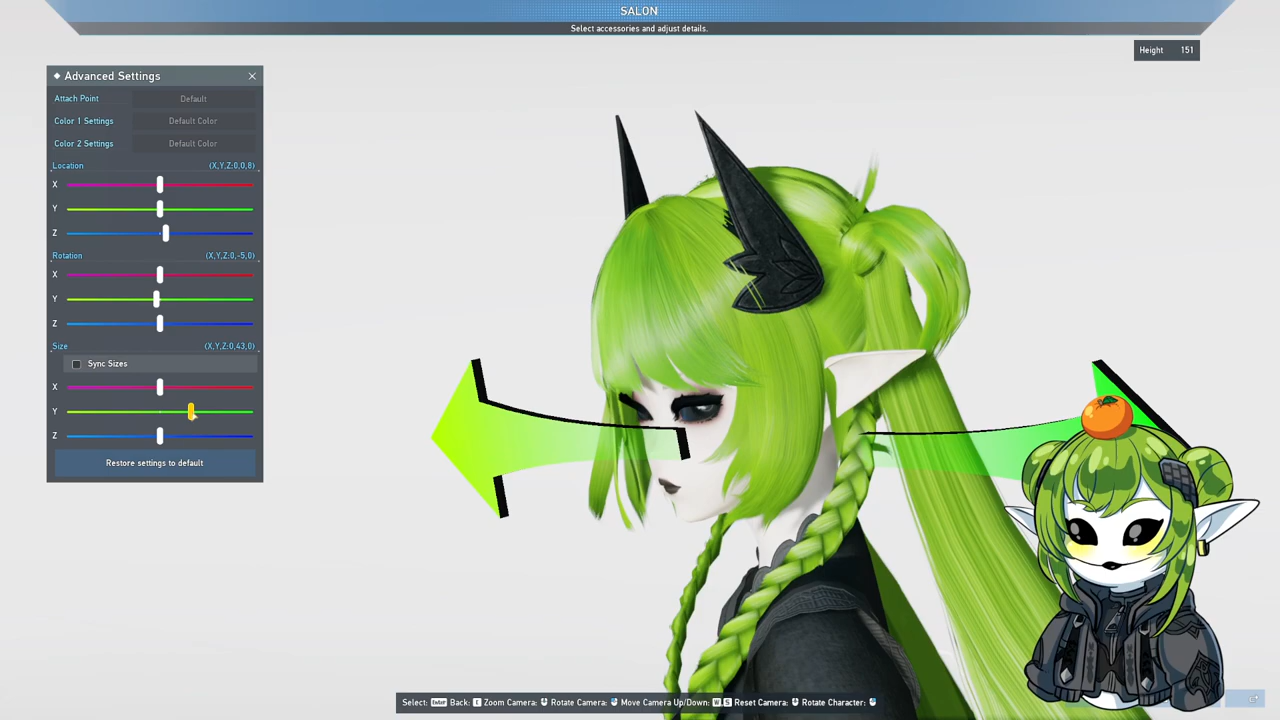 SALON
Select accessories and adjust details.
Height 151
Advanced Settings
Attach Point Default
Color 1 Settings Default Color
Color 2 Settings Default Color
Location (X,Y,Z:0,0,8)
X
Y
Z
Rotation (X,Y,Z:0,-5,0)
X
Y
Z
Size (X,Y,Z:0,43,0)
Sync Sizes
X
Y
Z
Restore settings to default
Select: Enter Back: Zoom Camera: Rotate Camera: Move Camera Up/Down: W,S Reset Camera: Rotate Character: